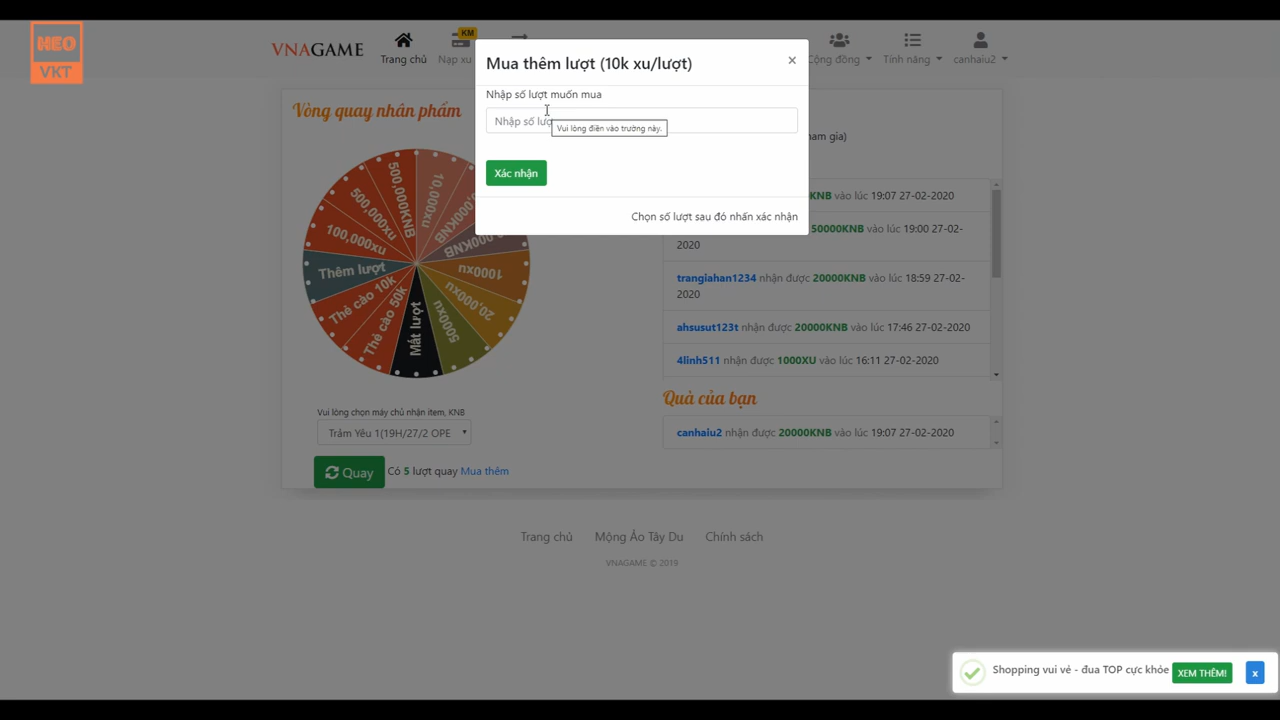 HEO
VKT
VNAGAME
Trang chủ
KM
Nạp xu
Cộng đồng
Tính năng
canhaiu2
Mua thêm lượt (10k xu/lượt)
×
Nhập số lượt muốn mua
Nhập số lượ
Vui lòng điền vào trường này.
Xác nhận
Chọn số lượt sau đó nhấn xác nhận
Vòng quay nhân phẩm
500,000KNB
10,000xu
500,000xu
100,000xu
Thêm lượt
Thẻ cào 10k
Thẻ cào 50k
Mất lượt
5000xu
20,000xu
1000xu
Vui lòng chọn máy chủ nhận item, KNB
Trảm Yêu 1(19H/27/2 OPE
Quay
Có 5 lượt quay Mua thêm
ham gia)
KNB vào lúc 19:07 27-02-2020
50000KNB vào lúc 19:00 27-02-
2020
trangiahan1234 nhận được 20000KNB vào lúc 18:59 27-02-
2020
ahsusut123t nhận được 20000KNB vào lúc 17:46 27-02-2020
4linh511 nhận được 1000XU vào lúc 16:11 27-02-2020
Quà của bạn
canhaiu2 nhận được 20000KNB vào lúc 19:07 27-02-2020
Trang chủ
Mộng Ảo Tây Du
Chính sách
VNAGAME © 2019
Shopping vui vẻ - đua TOP cực khỏe
XEM THÊM!
x